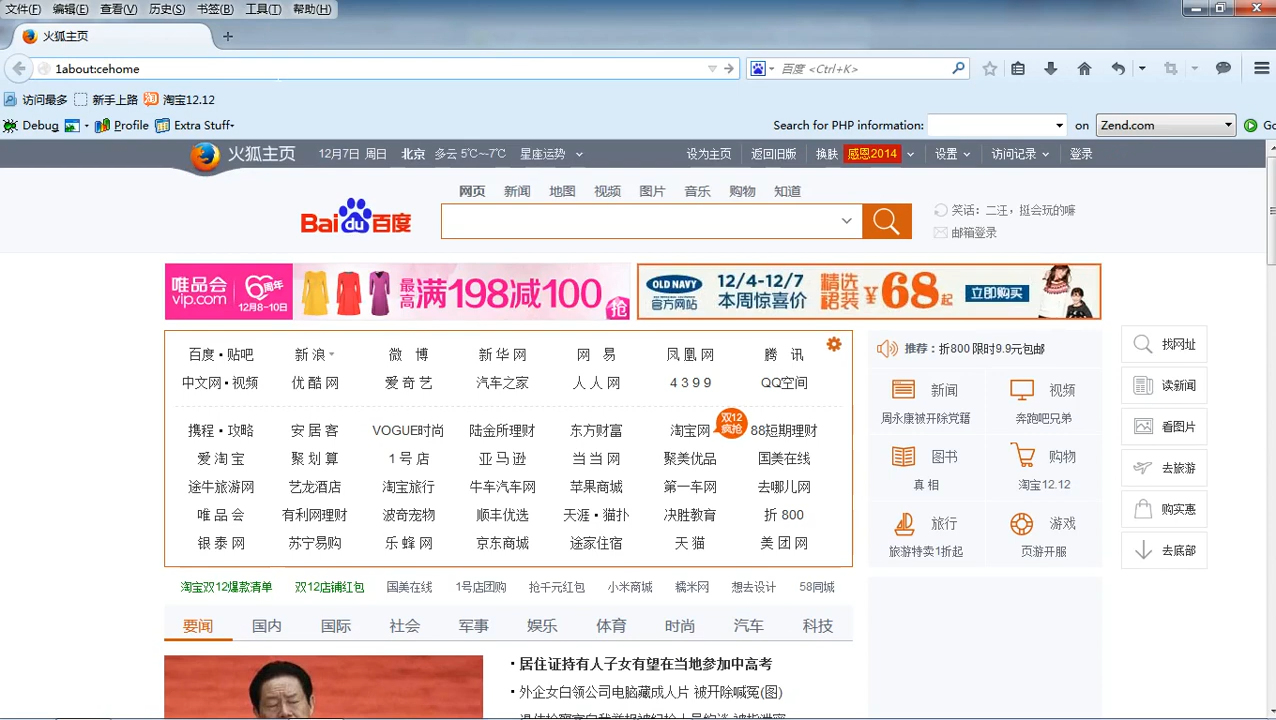 文件(F) 编辑(E) 查看(V) 历史(S) 书签(B) 工具(T) 帮助(H)
火狐主页
1about:cehome 百度 <Ctrl+K>
访问最多 新手上路 淘宝12.12
Debug Profile Extra Stuff Search for PHP information: on Zend.com Go
火狐主页 12月7日 周日 北京 多云 5℃~7℃ 星座运势 设为主页 返回旧版 换肤 感恩2014 设置 访问记录 登录
网页 新闻 地图 视频 图片 音乐 购物 知道
Bai du 百度 笑话:二汪,挺会玩的嘛
邮箱登录
唯品会 vip.com 6周年 12月8-10日 最高满198减100 抢
OLD NAVY 官方网站 12/4-12/7 本周惊喜价 精选裙装 ¥68起 立即购买
百度·贴吧 新浪 微博 新华网 网易 凤凰网 腾讯
中文网·视频 优酷网 爱奇艺 汽车之家 人人网 4399 QQ空间
携程·攻略 安居客 VOGUE时尚 陆金所理财 东方财富 淘宝网 双12疯抢 88短期理财
爱淘宝 聚划算 1号店 亚马逊 当当网 聚美优品 国美在线
途牛旅游网 艺龙酒店 淘宝旅行 牛车汽车网 苹果商城 第一车网 去哪儿网
唯品会 有利网理财 波奇宠物 顺丰优选 天涯·猫扑 决胜教育 折800
银泰网 苏宁易购 乐蜂网 京东商城 途家住宿 天猫 美团网
淘宝双12爆款清单 双12店铺红包 国美在线 1号店团购 抢千元红包 小米商城 糯米网 想去设计 58同城
推荐:折800 限时9.9元包邮
新闻 视频
周永康被开除党籍 奔跑吧兄弟
图书 购物
真相 淘宝12.12
旅行 游戏
旅游特卖1折起 页游开服
找网址
读新闻
看图片
去旅游
购实惠
去底部
要闻 国内 国际 社会 军事 娱乐 体育 时尚 汽车 科技
·居住证持有人子女有望在当地参加中高考
·外企女白领公司电脑藏成人片 被开除喊冤(图)